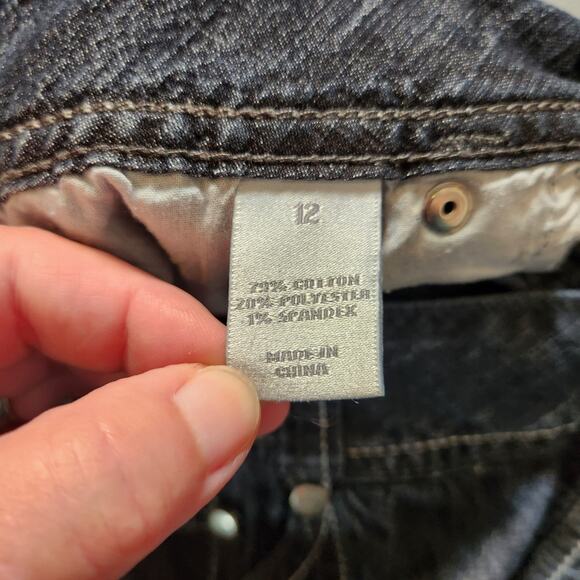 12
79% COTTON
20% POLYESTER
1% SPANDEX
MADE IN
CHINA